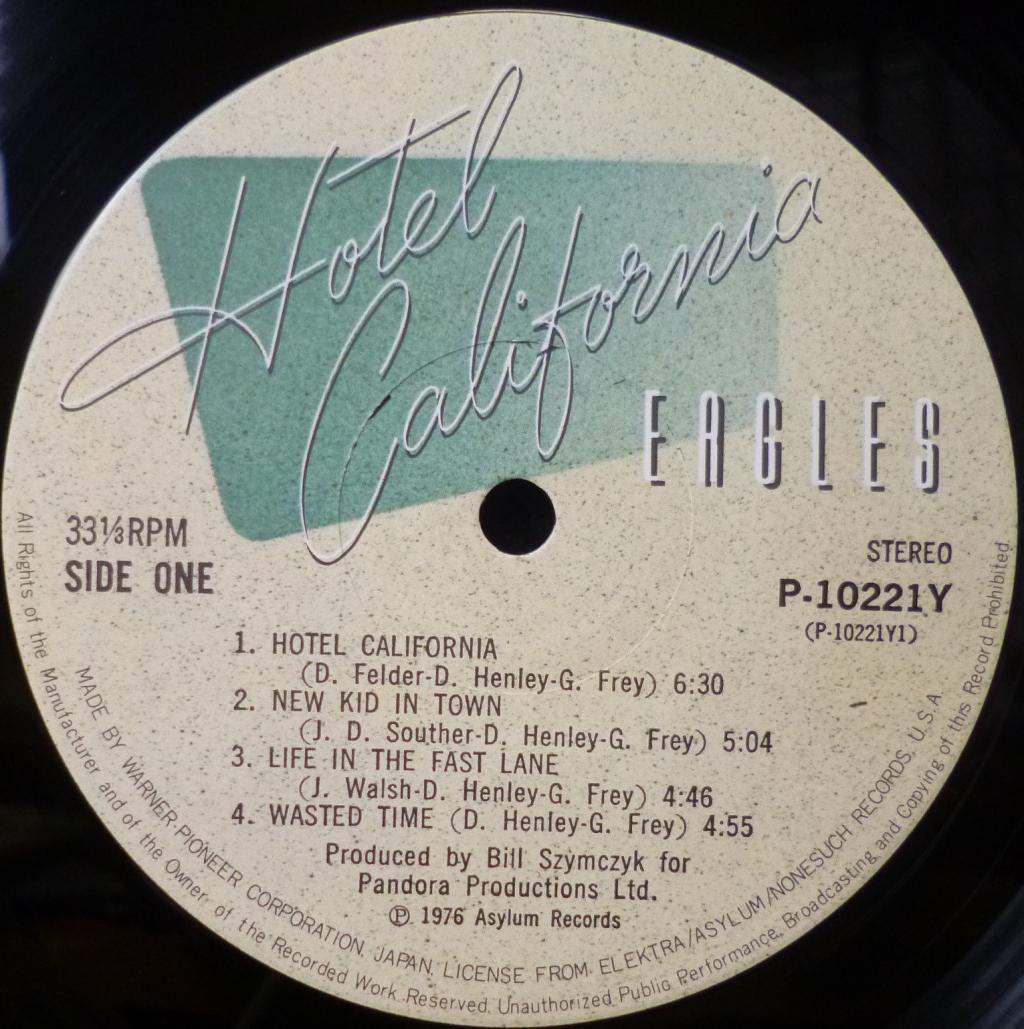 Hotel
California
EAGLES
33⅓RPM
SIDE ONE
STEREO
P-10221Y
(P-10221Y1)
1. HOTEL CALIFORNIA
(D. Felder-D. Henley-G. Frey) 6:30
2. NEW KID IN TOWN
(J. D. Souther-D. Henley-G. Frey) 5:04
3. LIFE IN THE FAST LANE
(J. Walsh-D. Henley-G. Frey) 4:46
4. WASTED TIME (D. Henley-G. Frey) 4:55
Produced by Bill Szymczyk for
Pandora Productions Ltd.
Ⓟ 1976 Asylum Records
MADE BY WARNER-PIONEER CORPORATION, JAPAN, LICENSE FROM ELEKTRA/ASYLUM/NONESUCH RECORDS, U.S.A
All Rights of the Manufacturer and of the Owner of the Recorded Work Reserved. Unauthorized Public Performance, Broadcasting and Copying of this Record Prohibited.